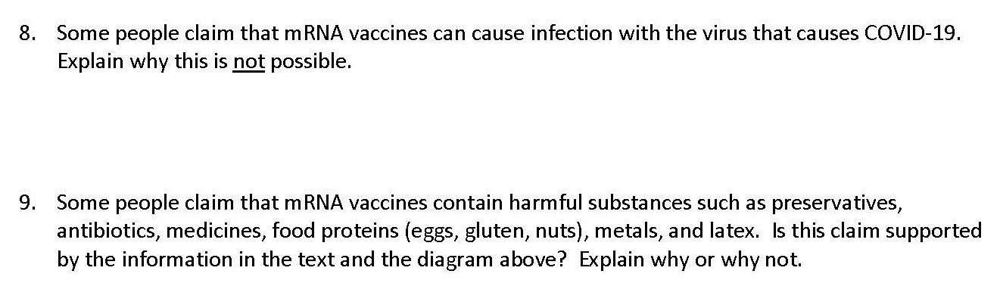 8. Some people claim that mRNA vaccines can cause infection with the virus that causes COVID-19.
Explain why this is not possible.
9. Some people claim that mRNA vaccines contain harmful substances such as preservatives,
antibiotics, medicines, food proteins (eggs, gluten, nuts), metals, and latex. Is this claim supported
by the information in the text and the diagram above? Explain why or why not.